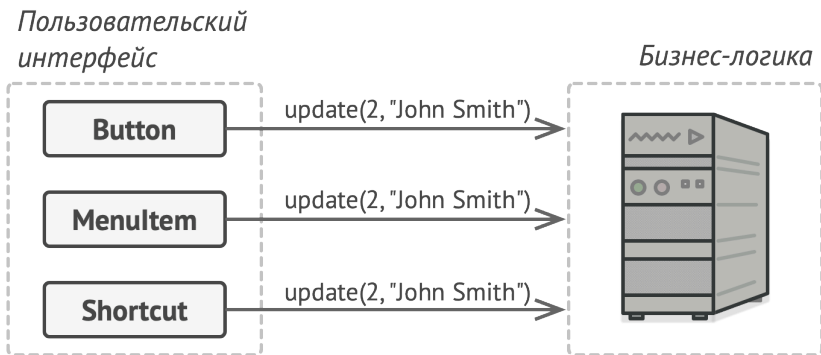 Пользовательский
интерфейс
Бизнес-логика
Button
update(2, "John Smith")
MenuItem
update(2, "John Smith")
Shortcut
update(2, "John Smith")